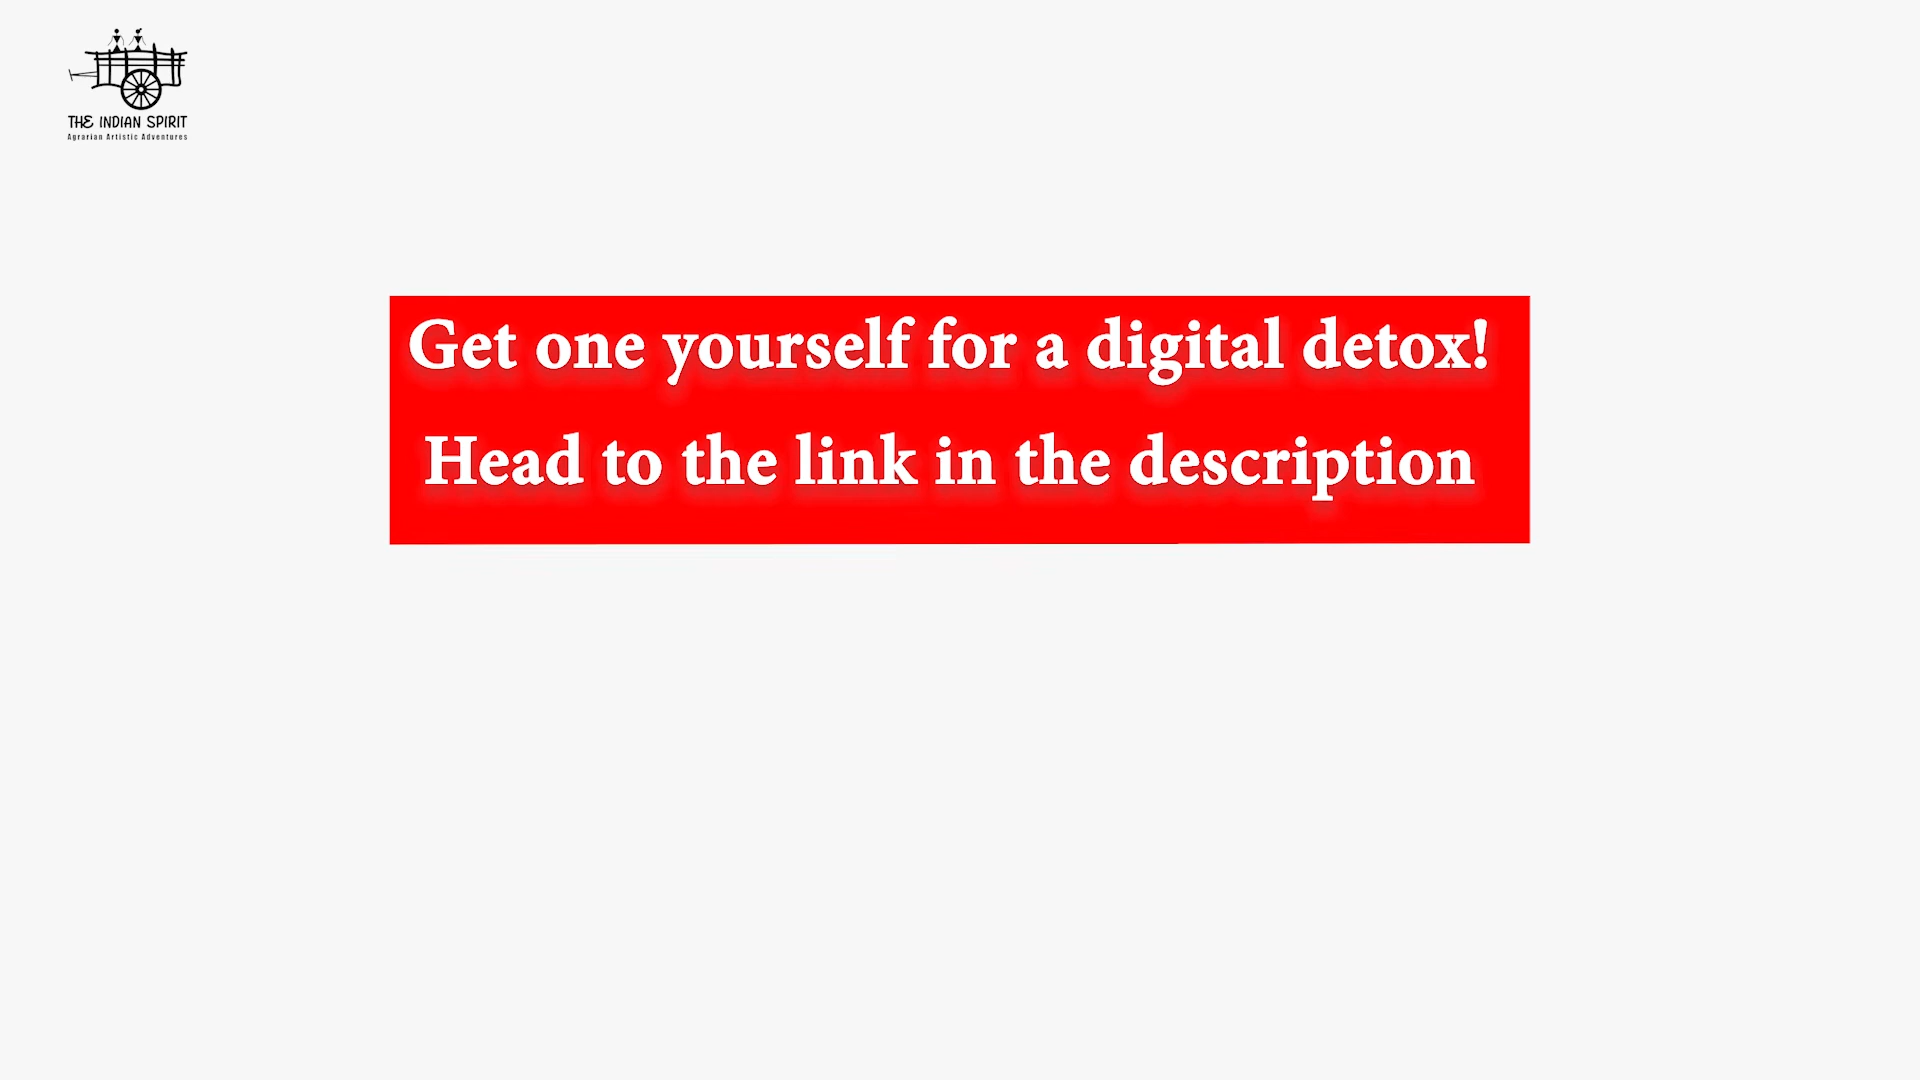 THE INDIAN SPIRIT
Agrarian Artistic Adventures
Get one yourself for a digital detox!
Head to the link in the description